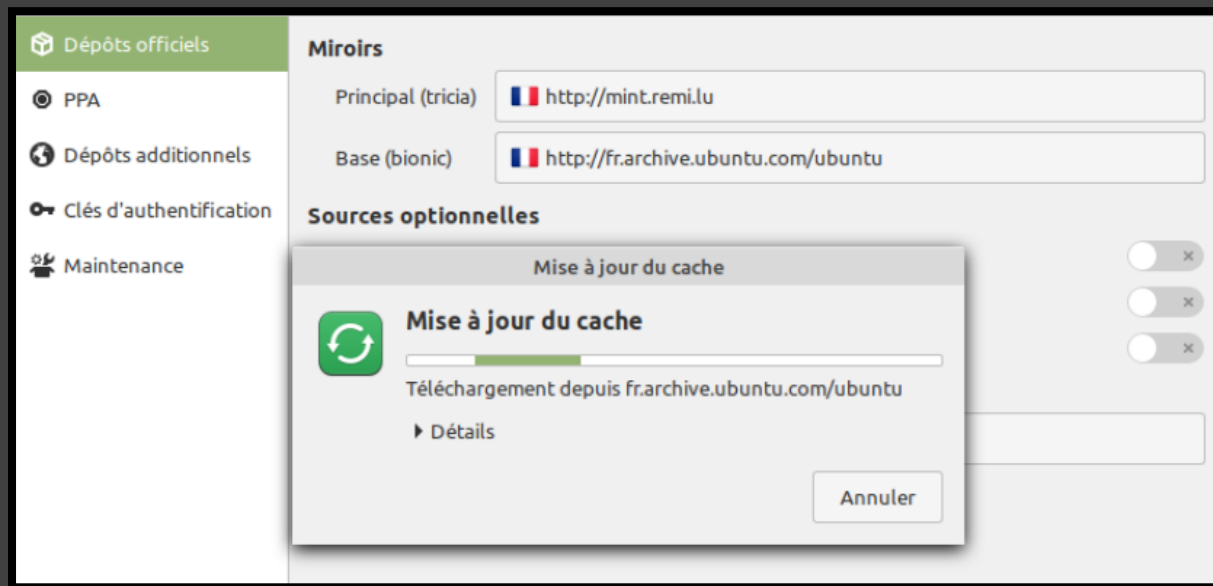 Dépôts officiels
PPA
Dépôts additionnels
Clés d'authentification
Maintenance
Miroirs
Principal (tricia) http://mint.remi.lu
Base (bionic) http://fr.archive.ubuntu.com/ubuntu
Sources optionnelles
Mise à jour du cache
Mise à jour du cache
Téléchargement depuis fr.archive.ubuntu.com/ubuntu
Détails
Annuler